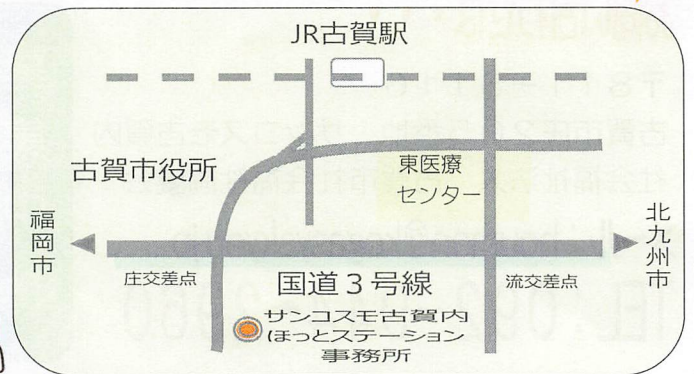 JR古賀駅
古賀市役所
東医療
センター
福岡市
北九州市
庄交差点
国道3号線
流交差点
サンコスモ古賀内
ほっとステーション
事務所